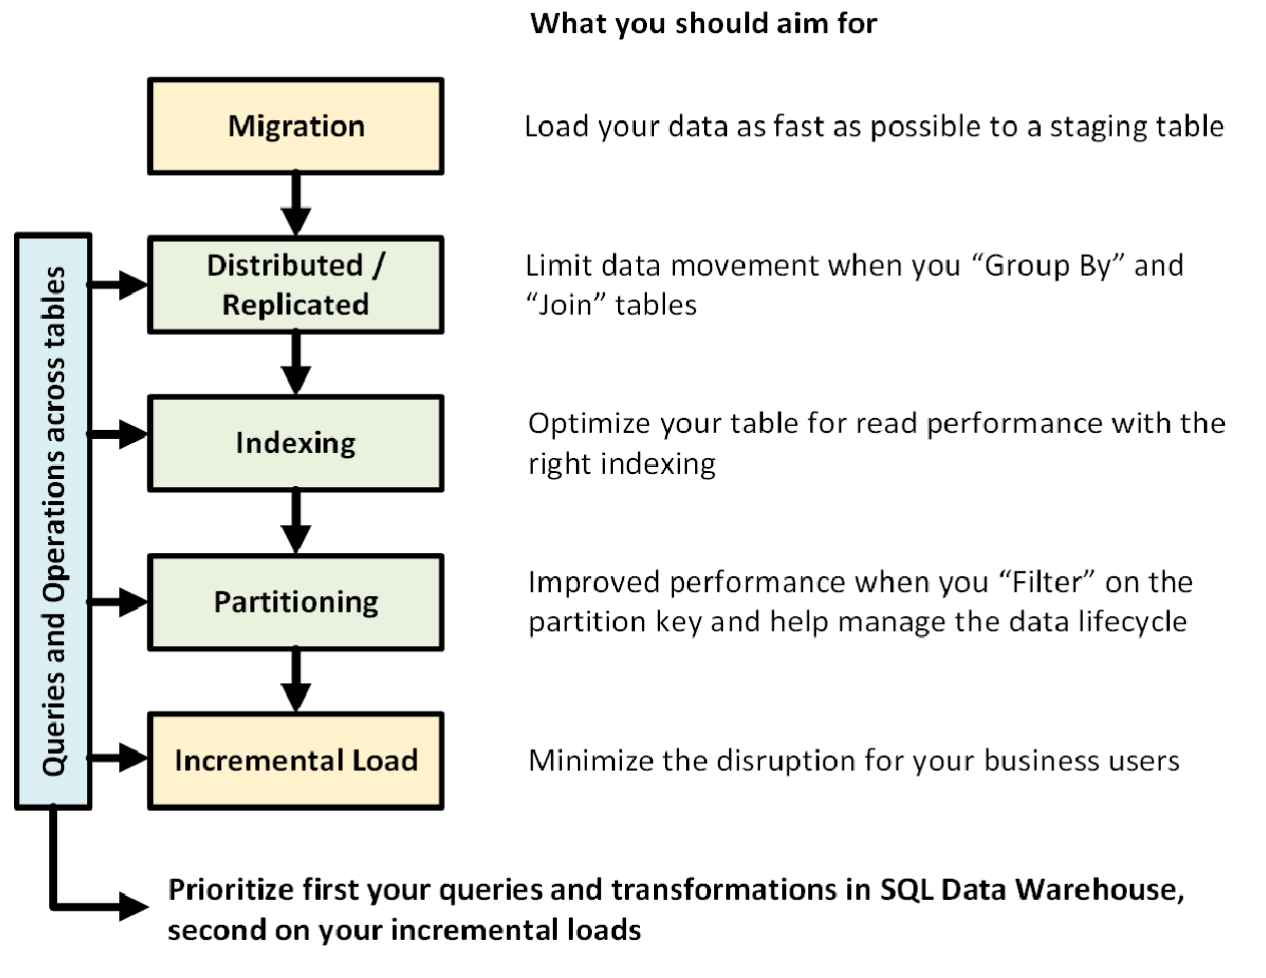 What you should aim for
Migration
Load your data as fast as possible to a staging table
Queries and Operations across tables
Distributed /
Replicated
Limit data movement when you “Group By” and
“Join” tables
Indexing
Optimize your table for read performance with the
right indexing
Partitioning
Improved performance when you “Filter” on the
partition key and help manage the data lifecycle
Incremental Load
Minimize the disruption for your business users
Prioritize first your queries and transformations in SQL Data Warehouse,
second on your incremental loads